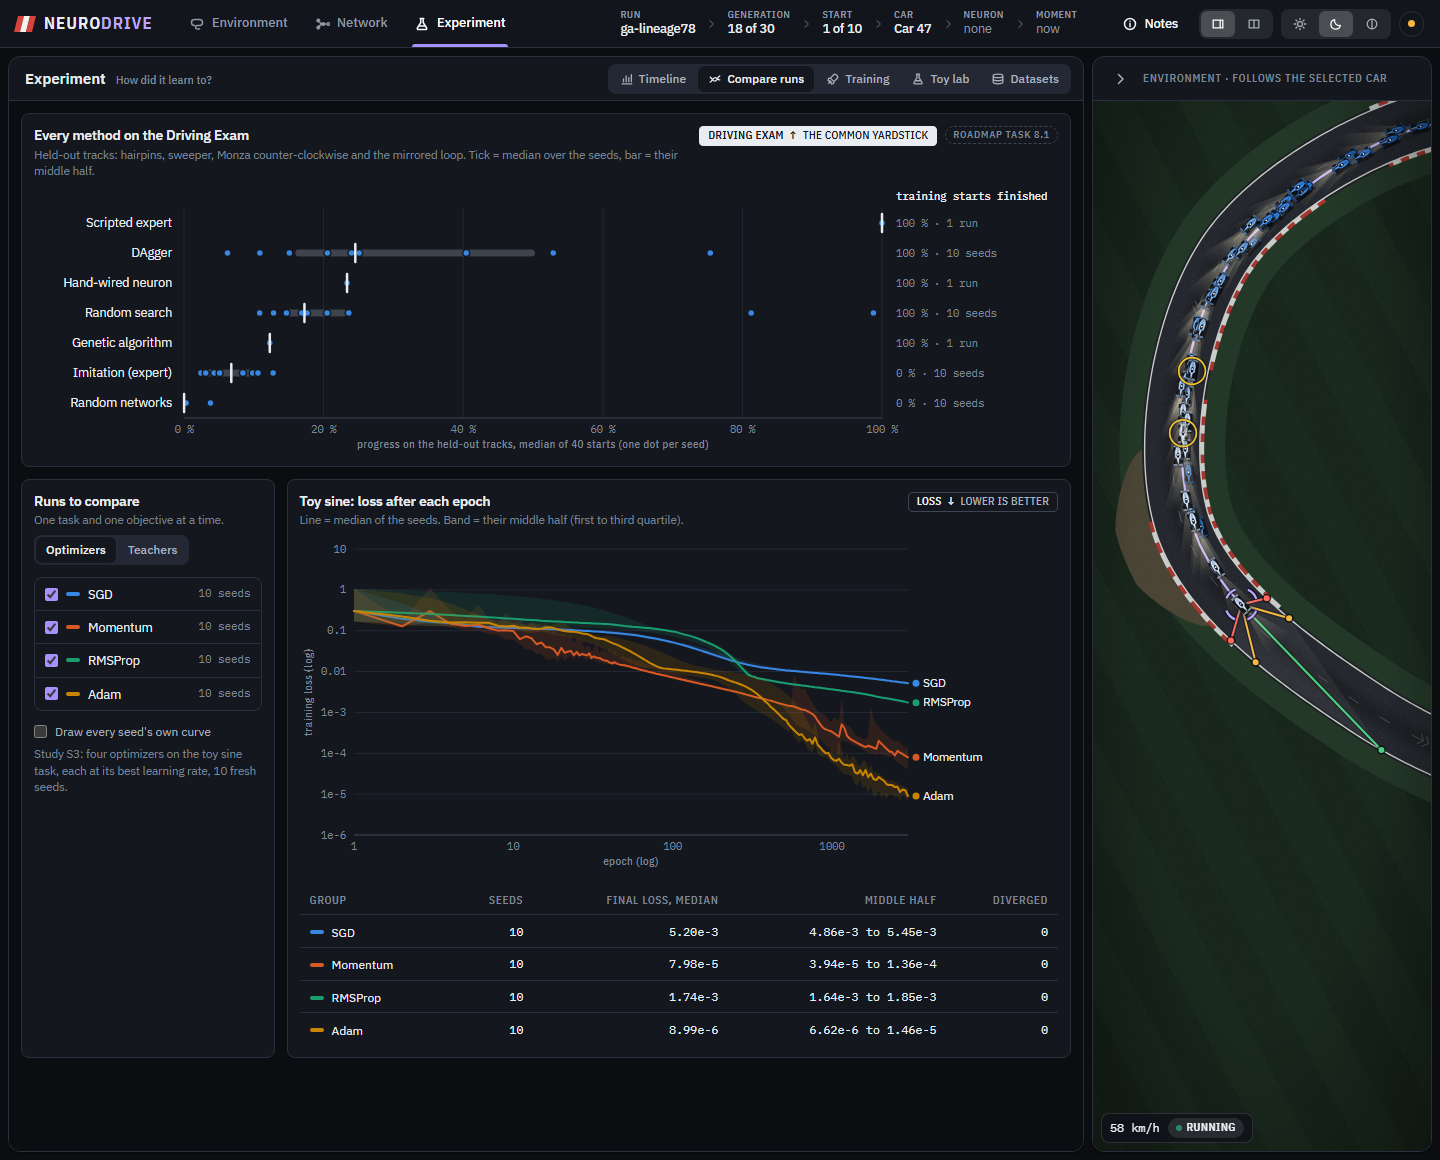 NEURODRIVE
Environment
Network
Experiment
RUN
ga-lineage78
GENERATION
18 of 30
START
1 of 10
CAR
Car 47
NEURON
none
MOMENT
now
Notes
Experiment How did it learn to?
Timeline
Compare runs
Training
Toy lab
Datasets
ENVIRONMENT · FOLLOWS THE SELECTED CAR
Every method on the Driving Exam
DRIVING EXAM ↑ THE COMMON YARDSTICK
ROADMAP TASK 8.1
Held-out tracks: hairpins, sweeper, Monza counter-clockwise and the mirrored loop. Tick = median over the seeds, bar = their
middle half.
training starts finished
Scripted expert 100 % · 1 run
DAgger 100 % · 10 seeds
Hand-wired neuron 100 % · 1 run
Random search 100 % · 10 seeds
Genetic algorithm 100 % · 1 run
Imitation (expert) 0 % · 10 seeds
Random networks 0 % · 10 seeds
0 % 20 % 40 % 60 % 80 % 100 %
progress on the held-out tracks, median of 40 starts (one dot per seed)
Runs to compare
One task and one objective at a time.
Optimizers Teachers
SGD 10 seeds
Momentum 10 seeds
RMSProp 10 seeds
Adam 10 seeds
Draw every seed's own curve
Study S3: four optimizers on the toy sine
task, each at its best learning rate, 10 fresh
seeds.
Toy sine: loss after each epoch
LOSS ↓ LOWER IS BETTER
Line = median of the seeds. Band = their middle half (first to third quartile).
training loss (log)
10
1
0.1
0.01
1e-3
1e-4
1e-5
1e-6
SGD
RMSProp
Momentum
Adam
1 10 100 1000
epoch (log)
GROUP SEEDS FINAL LOSS, MEDIAN MIDDLE HALF DIVERGED
SGD 10 5.20e-3 4.86e-3 to 5.45e-3 0
Momentum 10 7.98e-5 3.94e-5 to 1.36e-4 0
RMSProp 10 1.74e-3 1.64e-3 to 1.85e-3 0
Adam 10 8.99e-6 6.62e-6 to 1.46e-5 0
58 km/h RUNNING